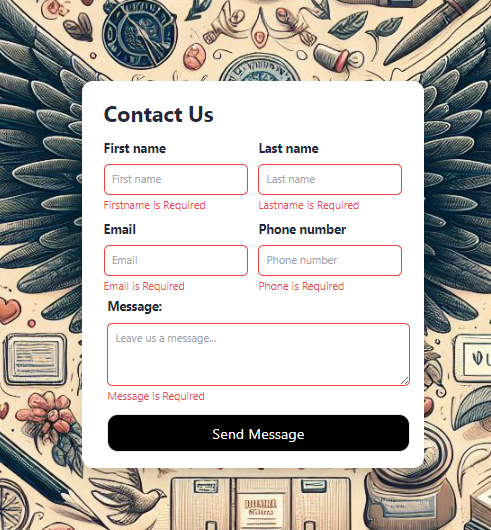 Contact Us
First name Last name
First name Last name
Firstname is Required Lastname is Required
Email Phone number
Email Phone number
Email is Required Phone is Required
Message:
Leave us a message...
Message is Required
Send Message